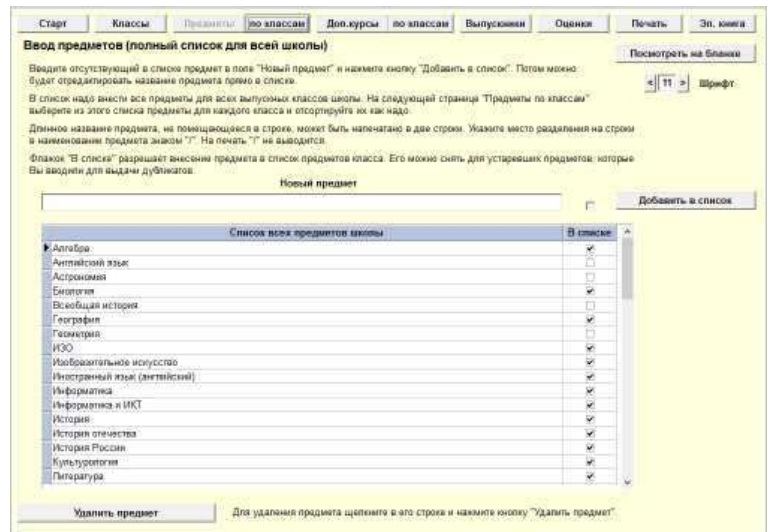 Старт Классы Предметы по классам Доп.курсы по классам Выпускники Оценки Печать Эл. книга
Ввод предметов (полный список для всей школы)
Посмотреть на бланке
Введите отсутствующий в списке предмет в поле "Новый предмет" и нажмите кнопку "Добавить в список". Потом можно
будет отредактировать название предмета прямо в списке.
< 11 > Шрифт
В список надо внести все предметы для всех выпускных классов школы. На следующей странице "Предметы по классам"
выберите из этого списка предметы для каждого класса и отсортируйте их как надо.
Длинное название предмета, не помещающееся в строке, может быть напечатано в две строки. Укажите место разделения на строки
в наименовании предмета знаком "/". На печать "/" не выводится.
Флажок "В списке" разрешает внесение предмета в список предметов класса. Его можно снять для устаревших предметов, которые
Вы вводили для выдачи дубликатов.
Новый предмет
Добавить в список
Список всех предметов школы В списке
Алгебра
Английский язык
Астрономия
Биология
Всеобщая история
География
Геометрия
ИЗО
Изобразительное искусство
Иностранный язык (английский)
Информатика
Информатика и ИКТ
История
История отечества
История России
Культурология
Литература
Удалить предмет Для удаления предмета щелкните в его строке и нажмите кнопку "Удалить предмет".